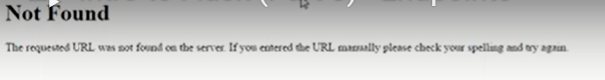 Not Found
The requested URL was not found on the server. If you entered the URL manually please check your spelling and try again.